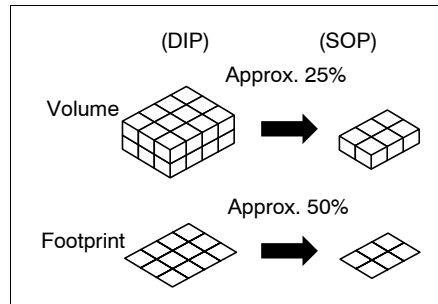 (DIP) (SOP)
Approx. 25%
Volume
Approx. 50%
Footprint